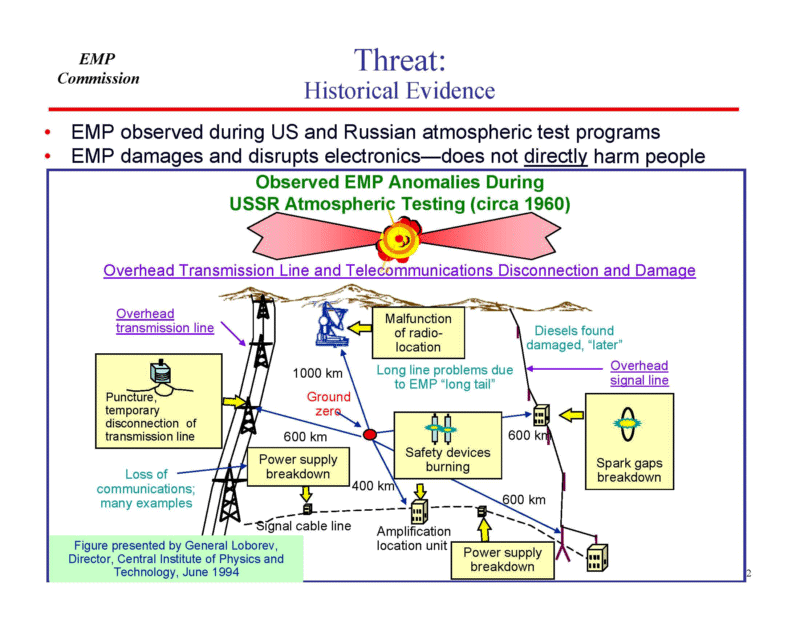 EMP
Commission
Threat:
Historical Evidence
• EMP observed during US and Russian atmospheric test programs
• EMP damages and disrupts electronics—does not directly harm people
Observed EMP Anomalies During
USSR Atmospheric Testing (circa 1960)
Overhead Transmission Line and Telecommunications Disconnection and Damage
Overhead
transmission line
Malfunction
of radio-
location
Diesels found
damaged, “later”
Puncture,
temporary
disconnection of
transmission line
1000 km
Long line problems due
to EMP “long tail”
Overhead
signal line
Ground
zero
600 km
Safety devices
burning
600 km
Spark gaps
breakdown
Loss of
communications;
many examples
Power supply
breakdown
400 km
600 km
Signal cable line
Amplification
location unit
Power supply
breakdown
Figure presented by General Loborev,
Director, Central Institute of Physics and
Technology, June 1994
2